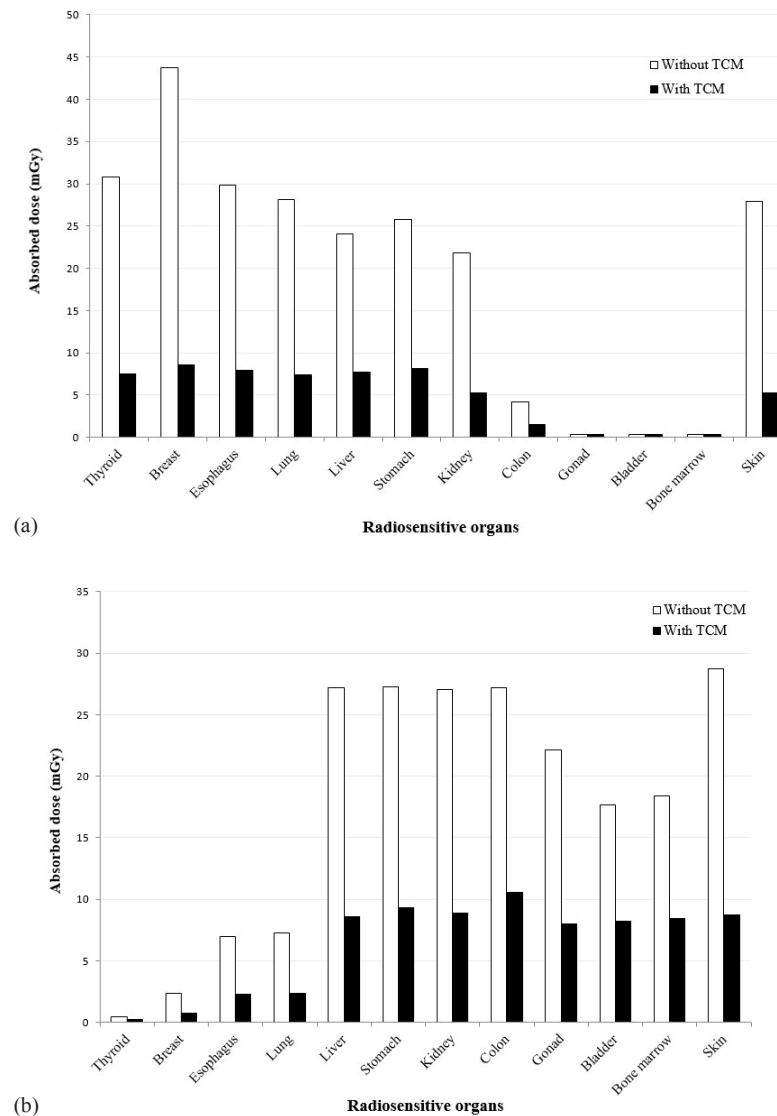 50
45
40
35
30
25
20
15
10
5
0
Absorbed dose (mGy)
Without TCM
With TCM
Thyroid
Breast
Esophagus
Lung
Liver
Stomach
Kidney
Colon
Gonad
Bladder
Bone marrow
Skin
(a)
Radiosensitive organs
35
30
25
20
15
10
5
0
Absorbed dose (mGy)
Without TCM
With TCM
Thyroid
Breast
Esophagus
Lung
Liver
Stomach
Kidney
Colon
Gonad
Bladder
Bone marrow
Skin
(b)
Radiosensitive organs